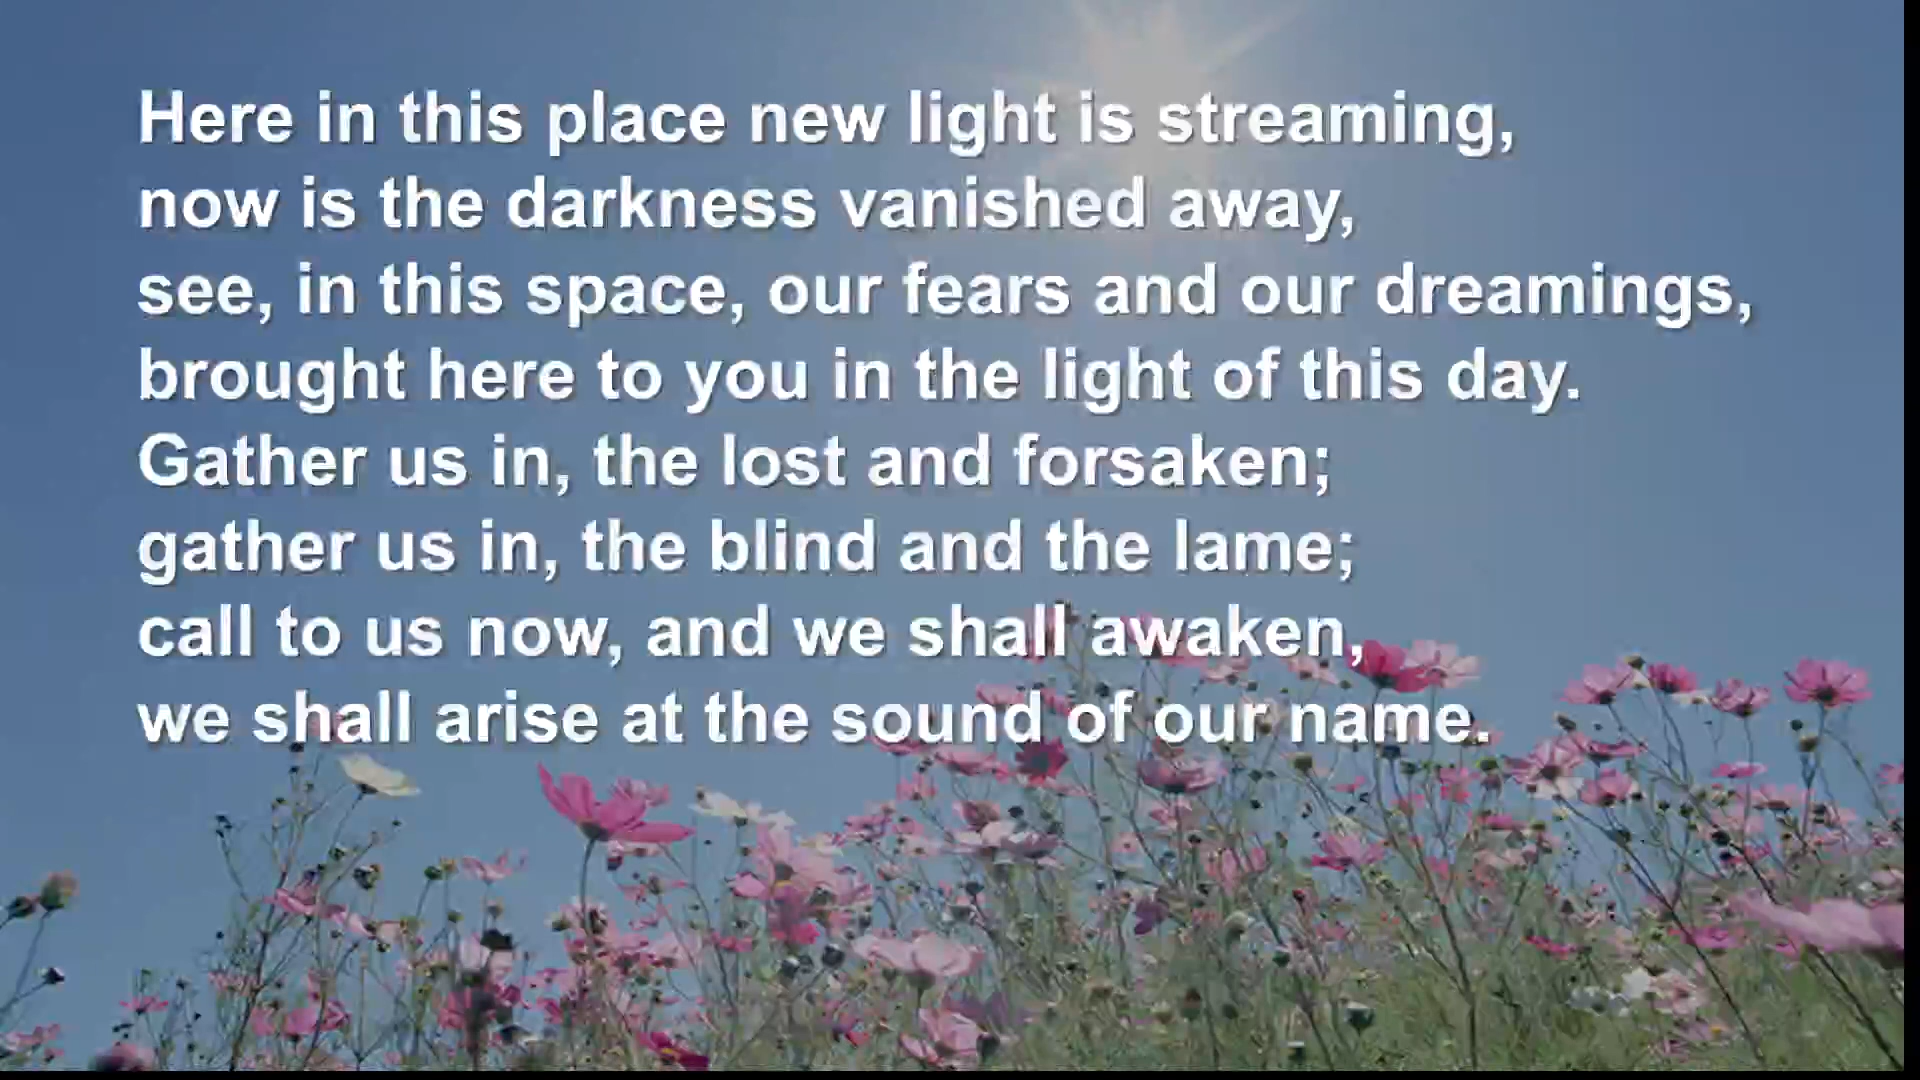 Here in this place new light is streaming,
now is the darkness vanished away,
see, in this space, our fears and our dreamings,
brought here to you in the light of this day.
Gather us in, the lost and forsaken;
gather us in, the blind and the lame;
call to us now, and we shall awaken,
we shall arise at the sound of our name.